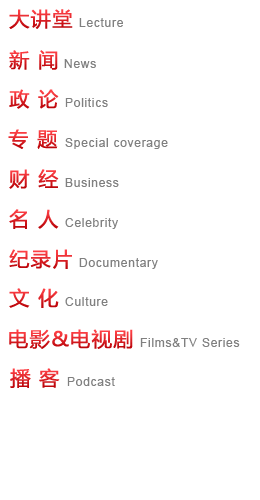 大讲堂 Lecture
新 闻 News
政 论 Politics
专 题 Special coverage
财 经 Business
名 人 Celebrity
纪录片 Documentary
文 化 Culture
电影&电视剧 Films&TV Series
播 客 Podcast